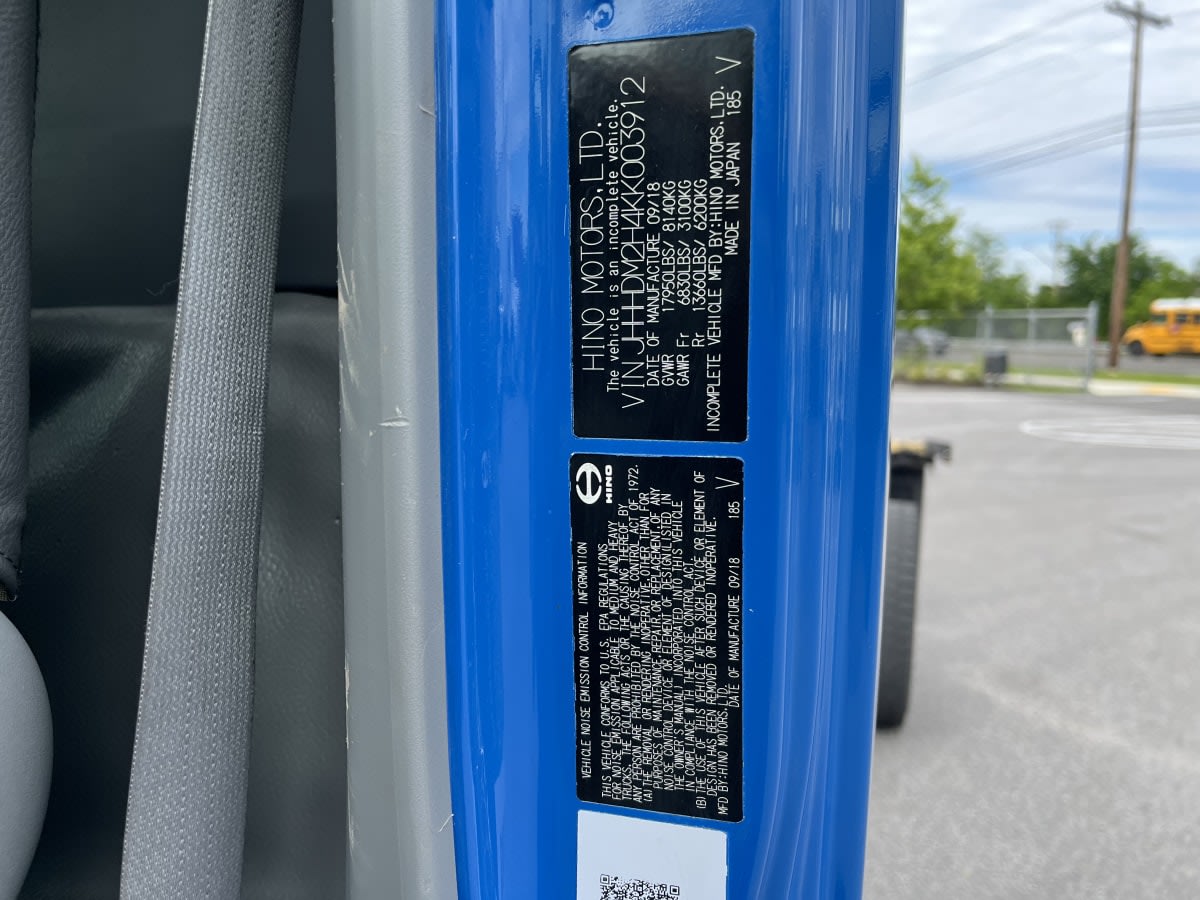 HINO MOTORS, LTD.
The vehicle is an incomplete vehicle.
VIN JHHHDM2H4KK003912
DATE OF MANUFACTURE 09/18
GVWR 17950LBS/ 8140KG
GAWR Fr 6830LBS/ 3100KG
Rr 13660LBS/ 6200KG
INCOMPLETE VEHICLE MFD BY:HINO MOTORS,LTD.
MADE IN JAPAN 185 V
HINO
VEHICLE NOISE EMISSION CONTROL INFORMATION
THIS VEHICLE CONFORMS TO U.S. EPA REGULATIONS
FOR NOISE EMISSION APPLICABLE TO MEDIUM AND HEAVY
TRUCKS. THE FOLLOWING ACTS OR THE CAUSING THEREOF BY
ANY PERSON ARE PROHIBITED BY THE NOISE CONTROL ACT OF 1972.
(A) THE REMOVAL OR RENDERING INOPERATIVE, OTHER THAN FOR
PURPOSES OF MAINTENANCE, REPAIR, OR REPLACEMENT, OF ANY
NOISE CONTROL DEVICE OR ELEMENT OF DESIGN(LISTED IN
THE OWNER'S MANUAL) INCORPORATED INTO THIS VEHICLE
IN COMPLIANCE WITH THE NOISE CONTROL ACT.
(B) THE USE OF THIS VEHICLE AFTER SUCH DEVICE OR ELEMENT OF
DESIGN HAS BEEN REMOVED OR RENDERED INOPERATIVE.
MFD BY:HINO MOTORS,LTD.
DATE OF MANUFACTURE 09/18 185 V